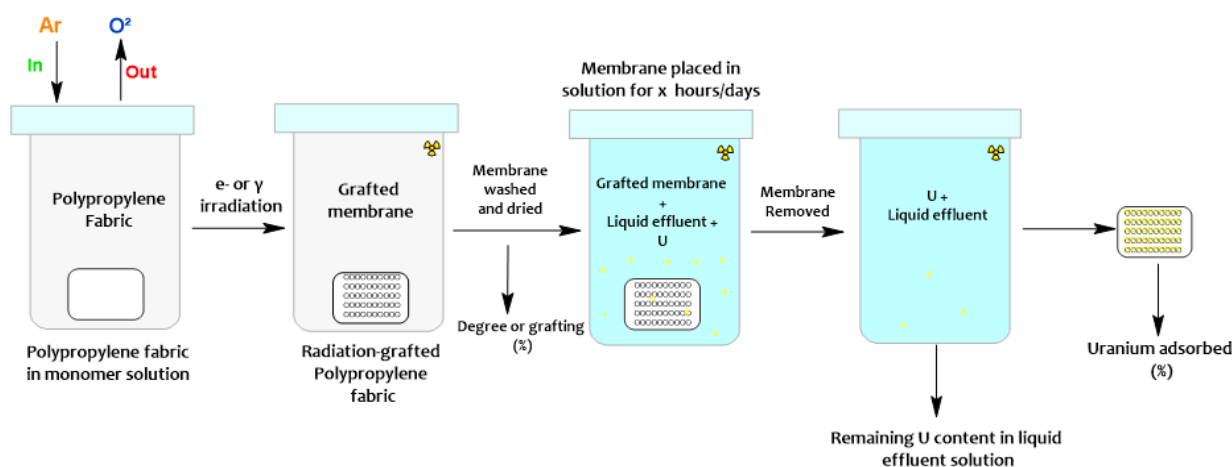 Ar
O²
In
Out
Polypropylene
Fabric
Polypropylene fabric
in monomer solution
e- or γ
irradiation
Grafted
membrane
Radiation-grafted
Polypropylene
fabric
Membrane
washed
and dried
Degree or grafting
(%)
Membrane placed in
solution for x hours/days
Grafted membrane
+
Liquid effluent +
U
Membrane
Removed
U +
Liquid effluent
Remaining U content in liquid
effluent solution
Uranium adsorbed
(%)